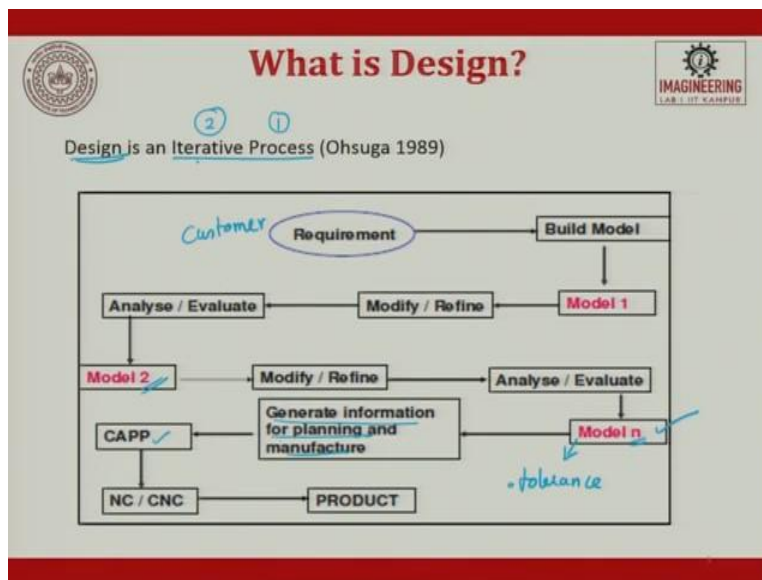 What is Design?
IMAGINEERING
LAB | IIT KANPUR
② ①
Design is an Iterative Process (Ohsuga 1989)
Customer
Requirement
Build Model
Analyse / Evaluate
Modify / Refine
Model 1
Model 2
Modify / Refine
Analyse / Evaluate
CAPP
Generate information
for planning and
manufacture
Model n
.tolerance
NC / CNC
PRODUCT